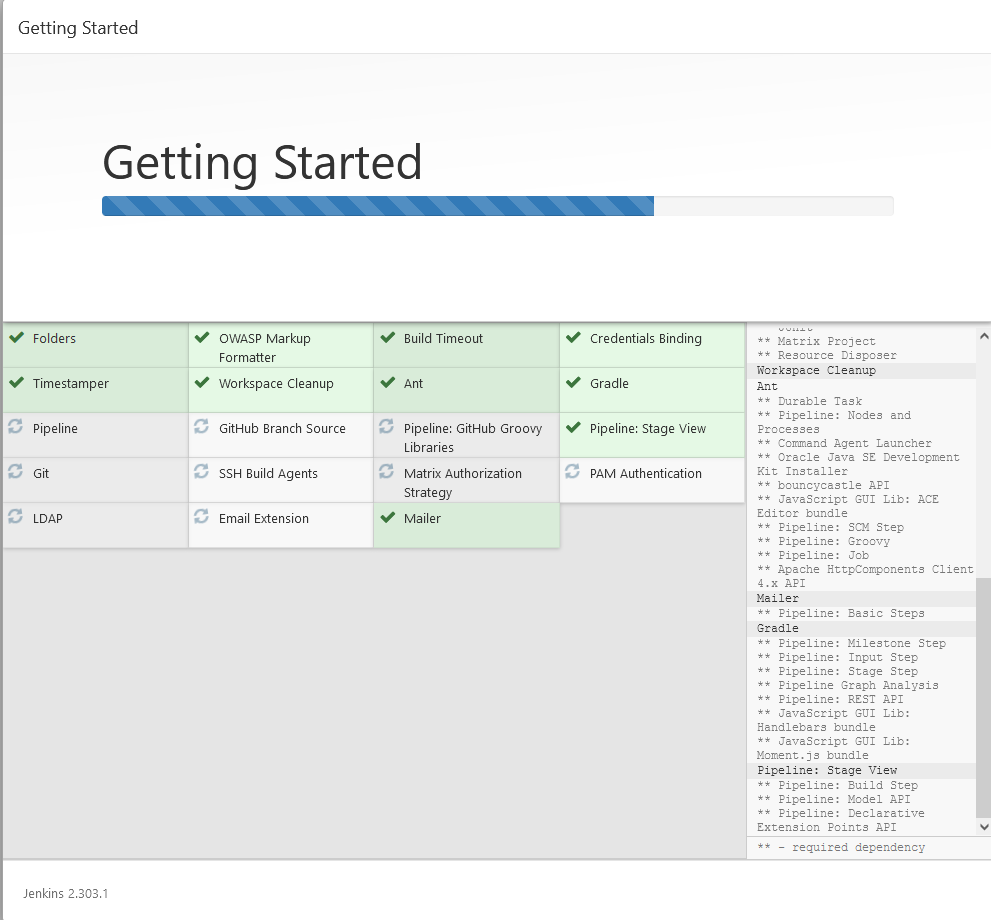 Getting Started
Getting Started
Folders
OWASP Markup
Formatter
Build Timeout
Credentials Binding
Timestamper
Workspace Cleanup
Ant
Gradle
Pipeline
GitHub Branch Source
Pipeline: GitHub Groovy
Libraries
Pipeline: Stage View
Git
SSH Build Agents
Matrix Authorization
Strategy
PAM Authentication
LDAP
Email Extension
Mailer
** Matrix Project
** Resource Disposer
Workspace Cleanup
Ant
** Durable Task
** Pipeline: Nodes and
Processes
** Command Agent Launcher
** Oracle Java SE Development
Kit Installer
** bouncycastle API
** JavaScript GUI Lib: ACE
Editor bundle
** Pipeline: SCM Step
** Pipeline: Groovy
** Pipeline: Job
** Apache HttpComponents Client
4.x API
Mailer
** Pipeline: Basic Steps
Gradle
** Pipeline: Milestone Step
** Pipeline: Input Step
** Pipeline: Stage Step
** Pipeline Graph Analysis
** Pipeline: REST API
** JavaScript GUI Lib:
Handlebars bundle
** JavaScript GUI Lib:
Moment.js bundle
Pipeline: Stage View
** Pipeline: Build Step
** Pipeline: Model API
** Pipeline: Declarative
Extension Points API
** - required dependency
Jenkins 2.303.1